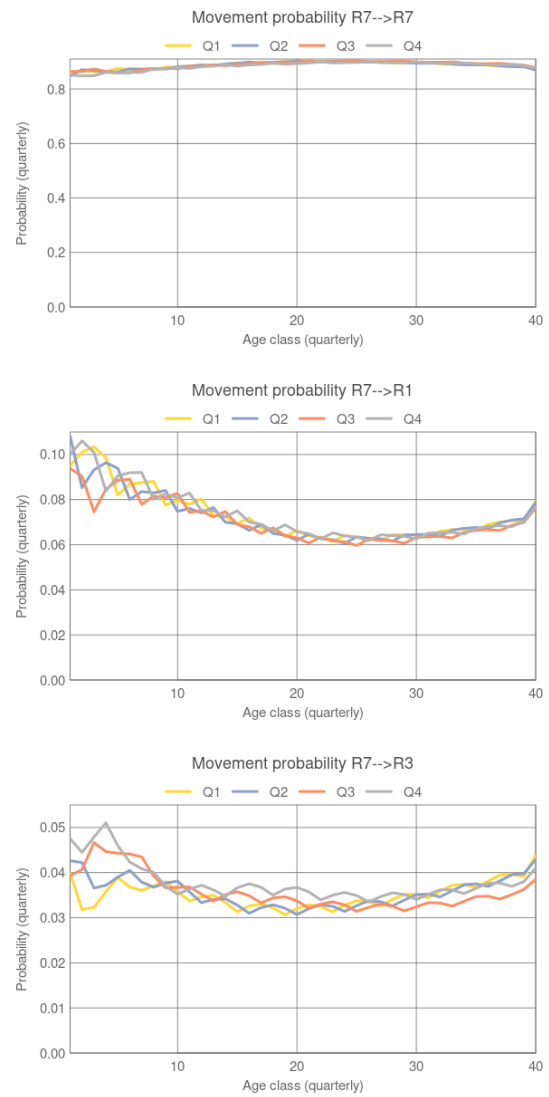 Movement probability R7-->R7
Q1 Q2 Q3 Q4
Probability (quarterly)
0.8
0.6
0.4
0.2
0.0
10 20 30 40
Age class (quarterly)
Movement probability R7-->R1
Q1 Q2 Q3 Q4
Probability (quarterly)
0.10
0.08
0.06
0.04
0.02
0.00
10 20 30 40
Age class (quarterly)
Movement probability R7-->R3
Q1 Q2 Q3 Q4
Probability (quarterly)
0.05
0.04
0.03
0.02
0.01
0.00
10 20 30 40
Age class (quarterly)